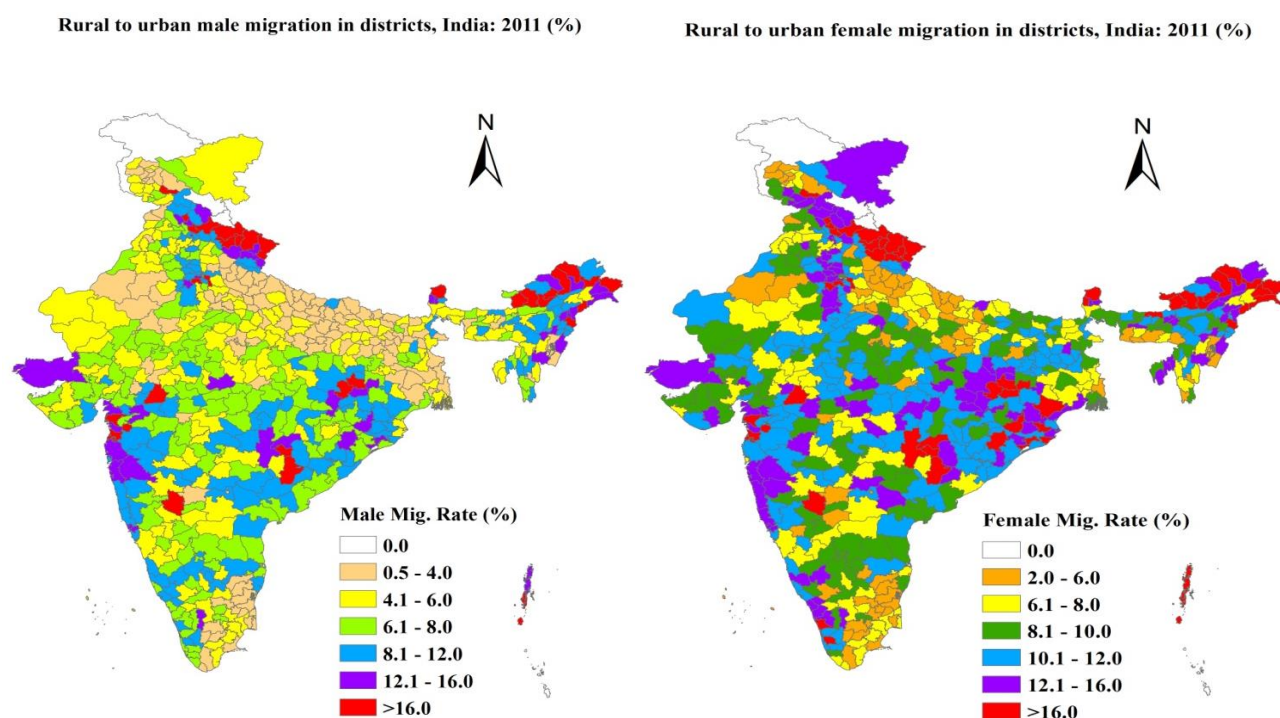 Rural to urban male migration in districts, India: 2011 (%)
Rural to urban female migration in districts, India: 2011 (%)
N
N
Male Mig. Rate (%)
0.0
0.5 - 4.0
4.1 - 6.0
6.1 - 8.0
8.1 - 12.0
12.1 - 16.0
>16.0
Female Mig. Rate (%)
0.0
2.0 - 6.0
6.1 - 8.0
8.1 - 10.0
10.1 - 12.0
12.1 - 16.0
>16.0